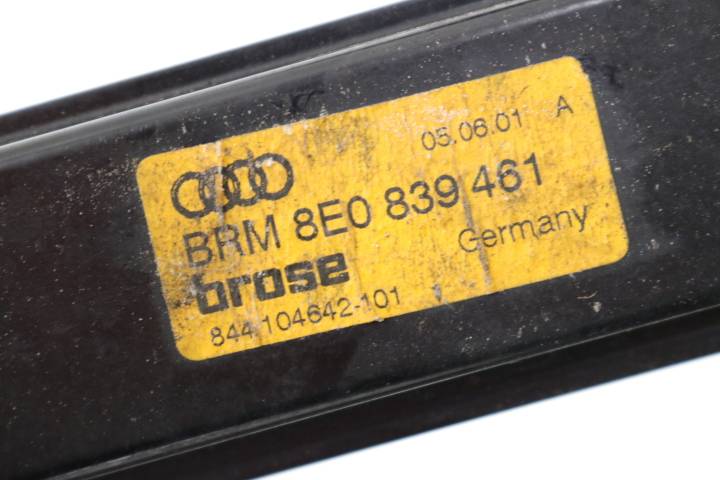 05.06.01 A
BRM 8E0 839 461
brose Germany
844 104642-101